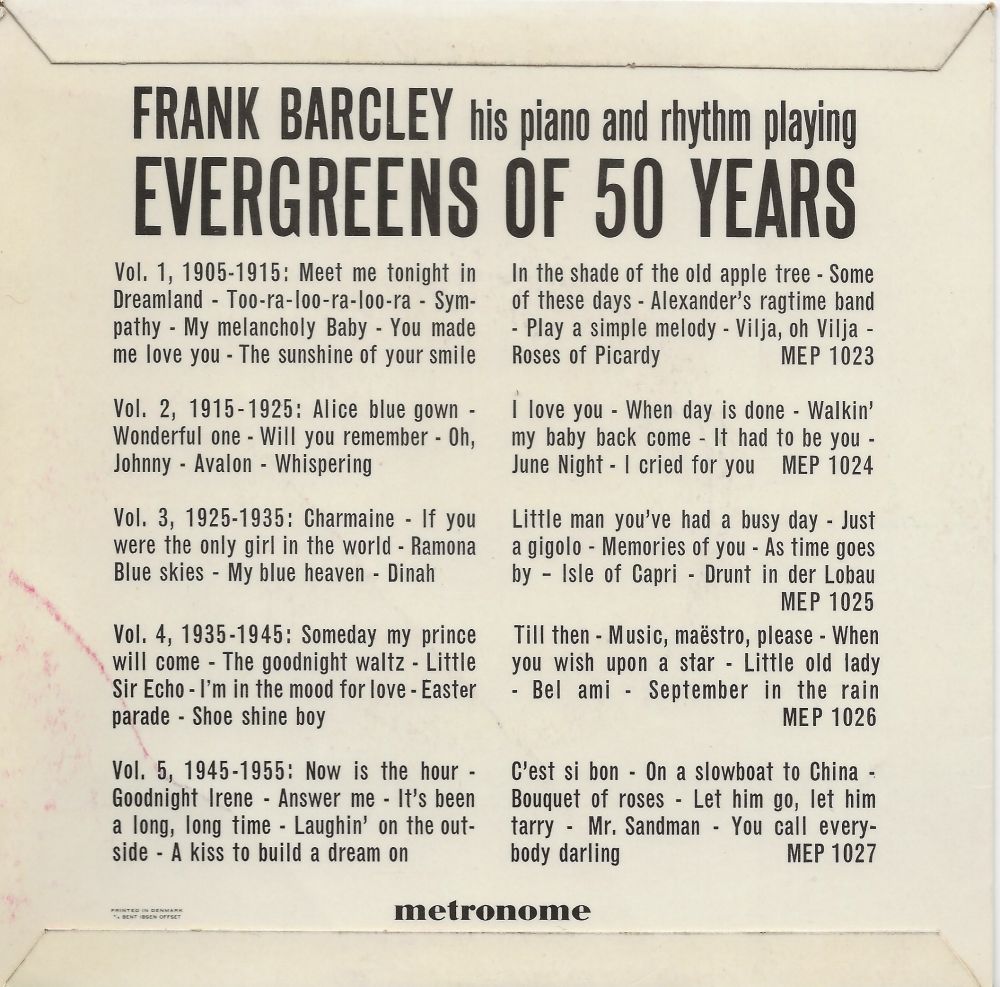 FRANK BARCLEY his piano and rhythm playing
EVERGREENS OF 50 YEARS
Vol. 1, 1905-1915: Meet me tonight in
Dreamland - Too-ra-loo-ra-loo-ra - Sym-
pathy - My melancholy Baby - You made
me love you - The sunshine of your smile
In the shade of the old apple tree - Some
of these days - Alexander's ragtime band
- Play a simple melody - Vilja, oh Vilja -
Roses of Picardy MEP 1023
Vol. 2, 1915-1925: Alice blue gown -
Wonderful one - Will you remember - Oh,
Johnny - Avalon - Whispering
I love you - When day is done - Walkin'
my baby back come - It had to be you -
June Night - I cried for you MEP 1024
Vol. 3, 1925-1935: Charmaine - If you
were the only girl in the world - Ramona
Blue skies - My blue heaven - Dinah
Little man you've had a busy day - Just
a gigolo - Memories of you - As time goes
by – Isle of Capri - Drunt in der Lobau
MEP 1025
Vol. 4, 1935-1945: Someday my prince
will come - The goodnight waltz - Little
Sir Echo - I'm in the mood for love - Easter
parade - Shoe shine boy
Till then - Music, maëstro, please - When
you wish upon a star - Little old lady
- Bel ami - September in the rain
MEP 1026
Vol. 5, 1945-1955: Now is the hour -
Goodnight Irene - Answer me - It's been
a long, long time - Laughin' on the out-
side - A kiss to build a dream on
C'est si bon - On a slowboat to China -
Bouquet of roses - Let him go, let him
tarry - Mr. Sandman - You call every-
body darling MEP 1027
PRINTED IN DENMARK
BENT IBSEN OFFSET
metronome